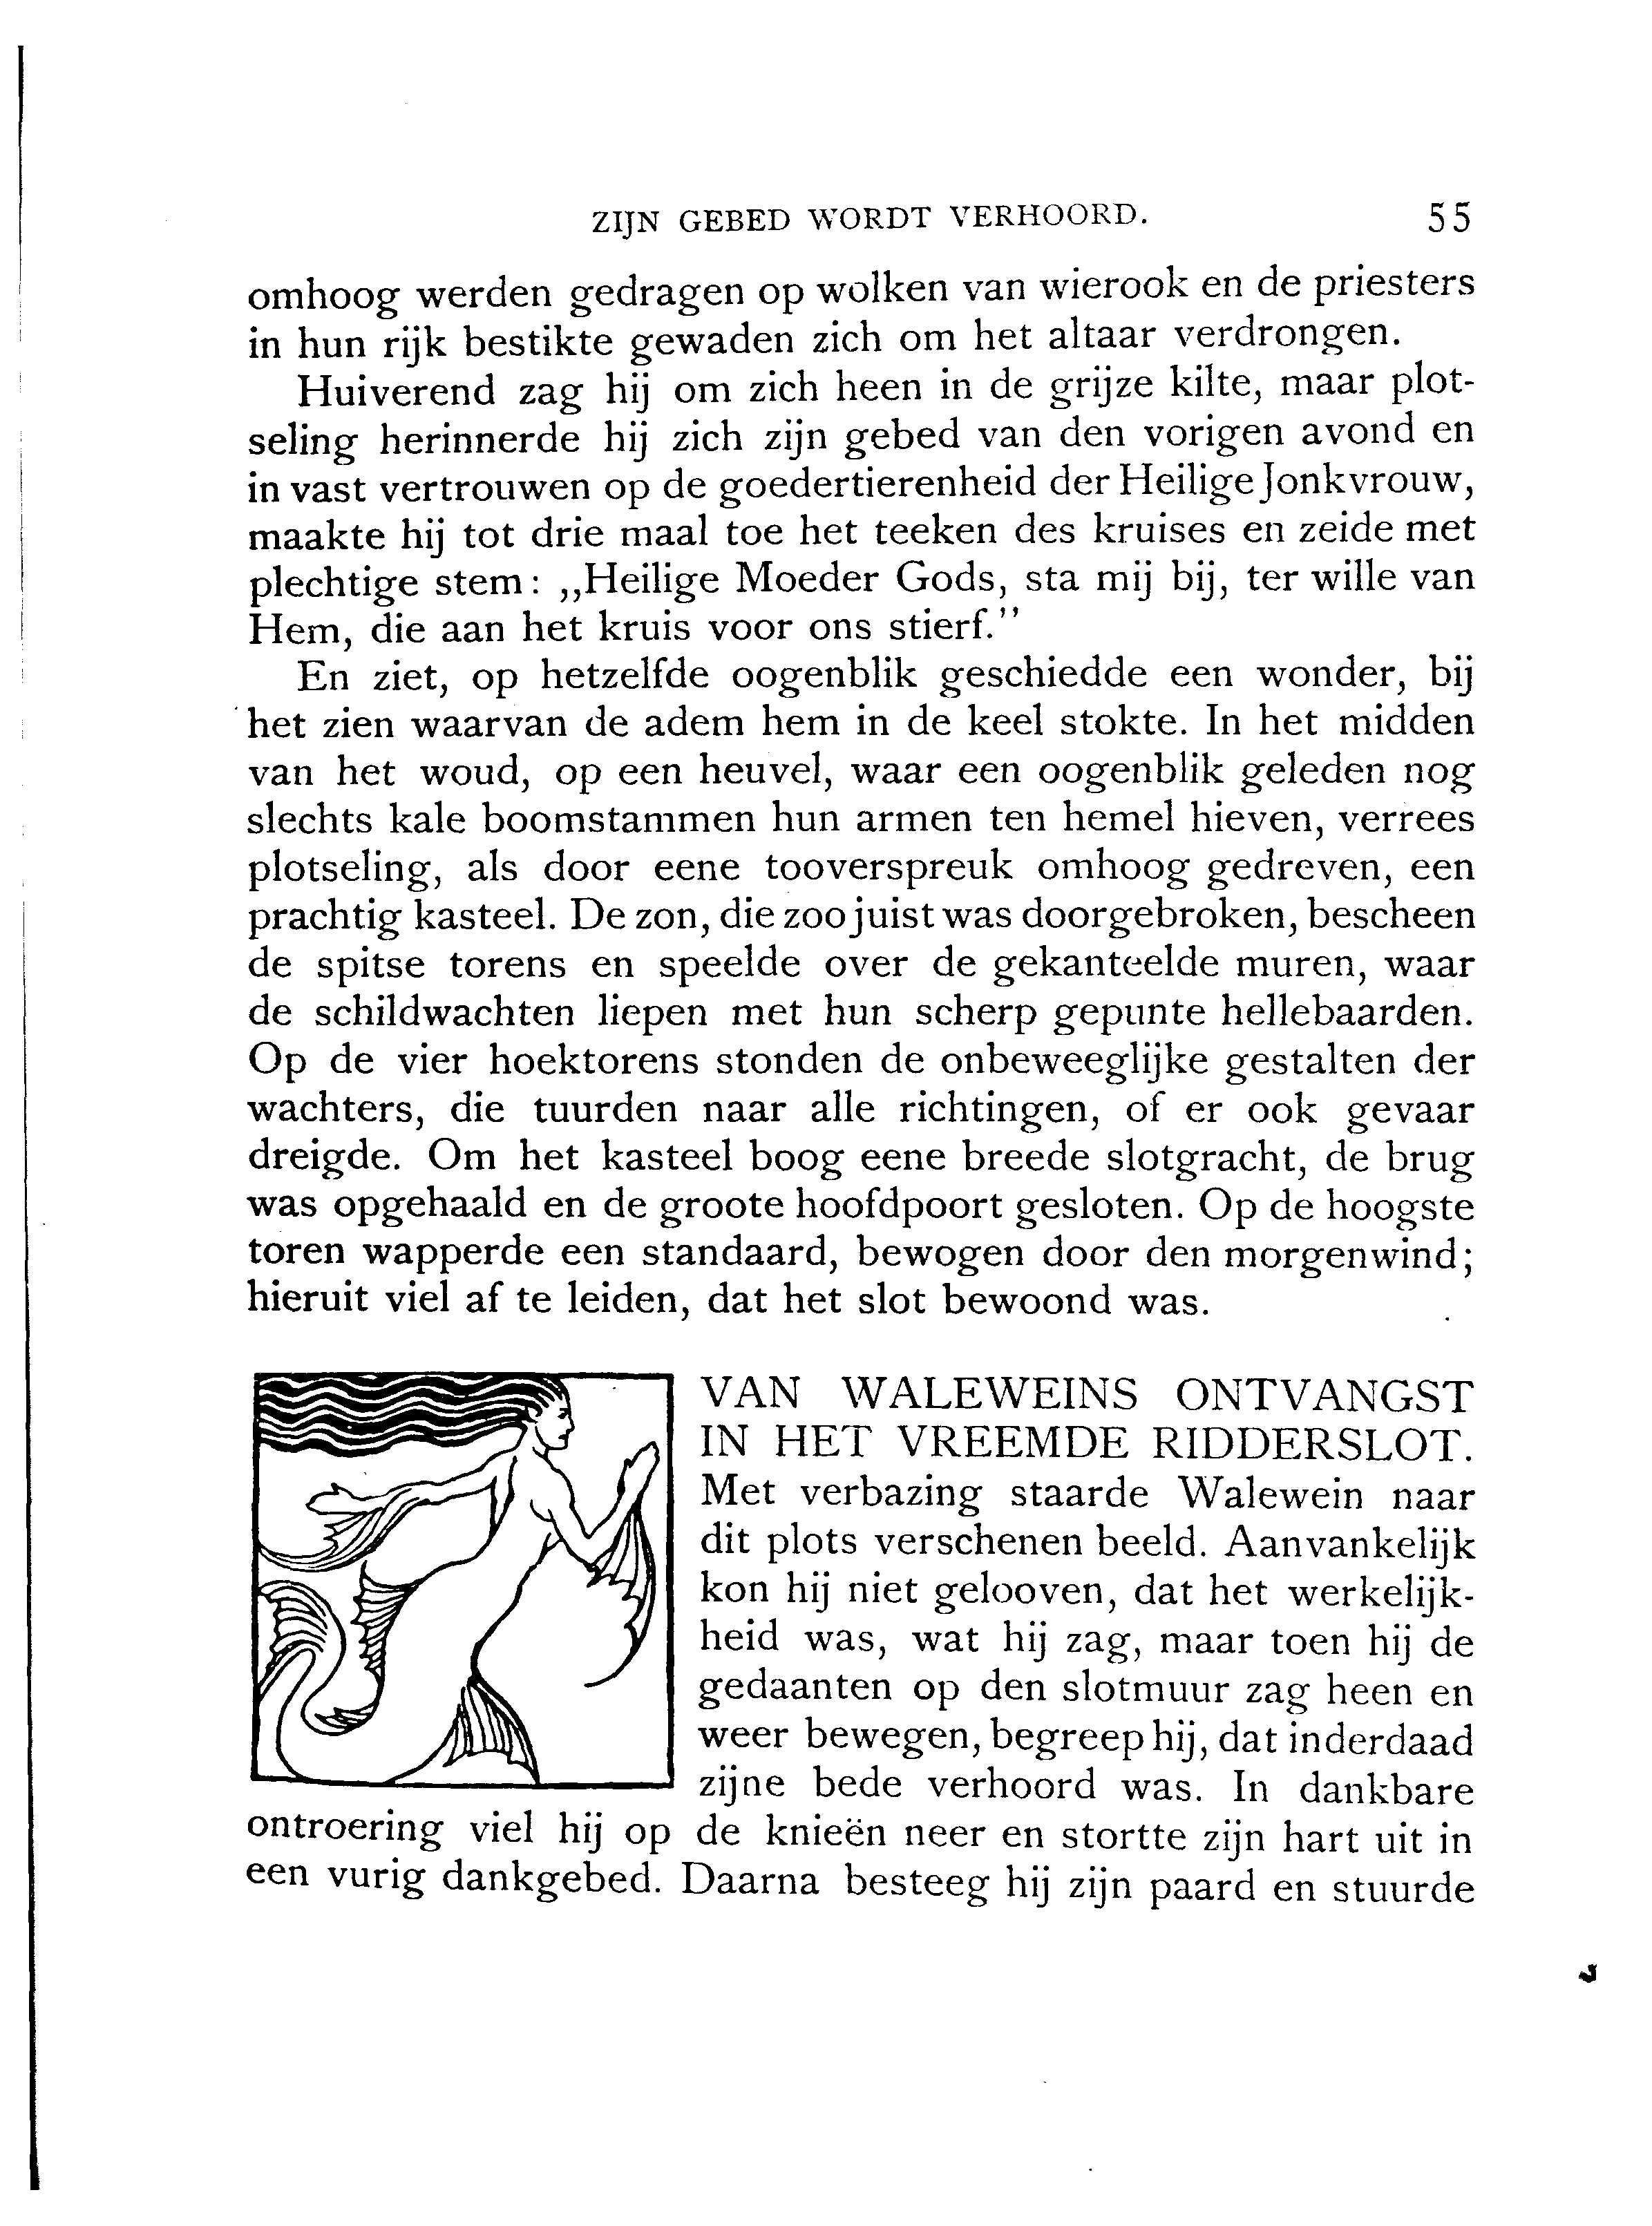 ZIJN GEBED WORDT VERHOORD. 55
omhoog werden gedragen op wolken van wierook en de priesters
in hun rijk bestikte gewaden zich om het altaar verdrongen.
Huiverend zag hij om zich heen in de grijze kilte, maar plot-
seling herinnerde hij zich zijn gebed van den vorigen avond en
in vast vertrouwen op de goedertierenheid der Heilige Jonkvrouw,
maakte hij tot drie maal toe het teeken des kruises en zeide met
plechtige stem: ,,Heilige Moeder Gods, sta mij bij, ter wille van
Hem, die aan het kruis voor ons stierf.''
En ziet, op hetzelfde oogenblik geschiedde een wonder, bij
het zien waarvan de adem hem in de keel stokte. In het midden
van het woud, op een heuvel, waar een oogenblik geleden nog
slechts kale boomstammen hun armen ten hemel hieven, verrees
plotseling, als door eene tooverspreuk omhoog gedreven, een
prachtig kasteel. De zon, die zoo juist was doorgebroken, bescheen
de spitse torens en speelde over de gekanteelde muren, waar
de schildwachten liepen met hun scherp gepunte hellebaarden.
Op de vier hoektorens stonden de onbeweeglijke gestalten der
wachters, die tuurden naar alle richtingen, of er ook gevaar
dreigde. Om het kasteel boog eene breede slotgracht, de brug
was opgehaald en de groote hoofdpoort gesloten. Op de hoogste
toren wapperde een standaard, bewogen door den morgenwind;
hieruit viel af te leiden, dat het slot bewoond was.
VAN WALEWEINS ONTVANGST
IN HET VREEMDE RIDDERSLOT.
Met verbazing staarde Walewein naar
dit plots verschenen beeld. Aanvankelijk
kon hij niet gelooven, dat het werkelijk-
heid was, wat hij zag, maar toen hij de
gedaanten op den slotmuur zag heen en
weer bewegen, begreep hij, dat inderdaad
zijne bede verhoord was. In dankbare
ontroering viel hij op de knieën neer en stortte zijn hart uit in
een vurig dankgebed. Daarna besteeg hij zijn paard en stuurde